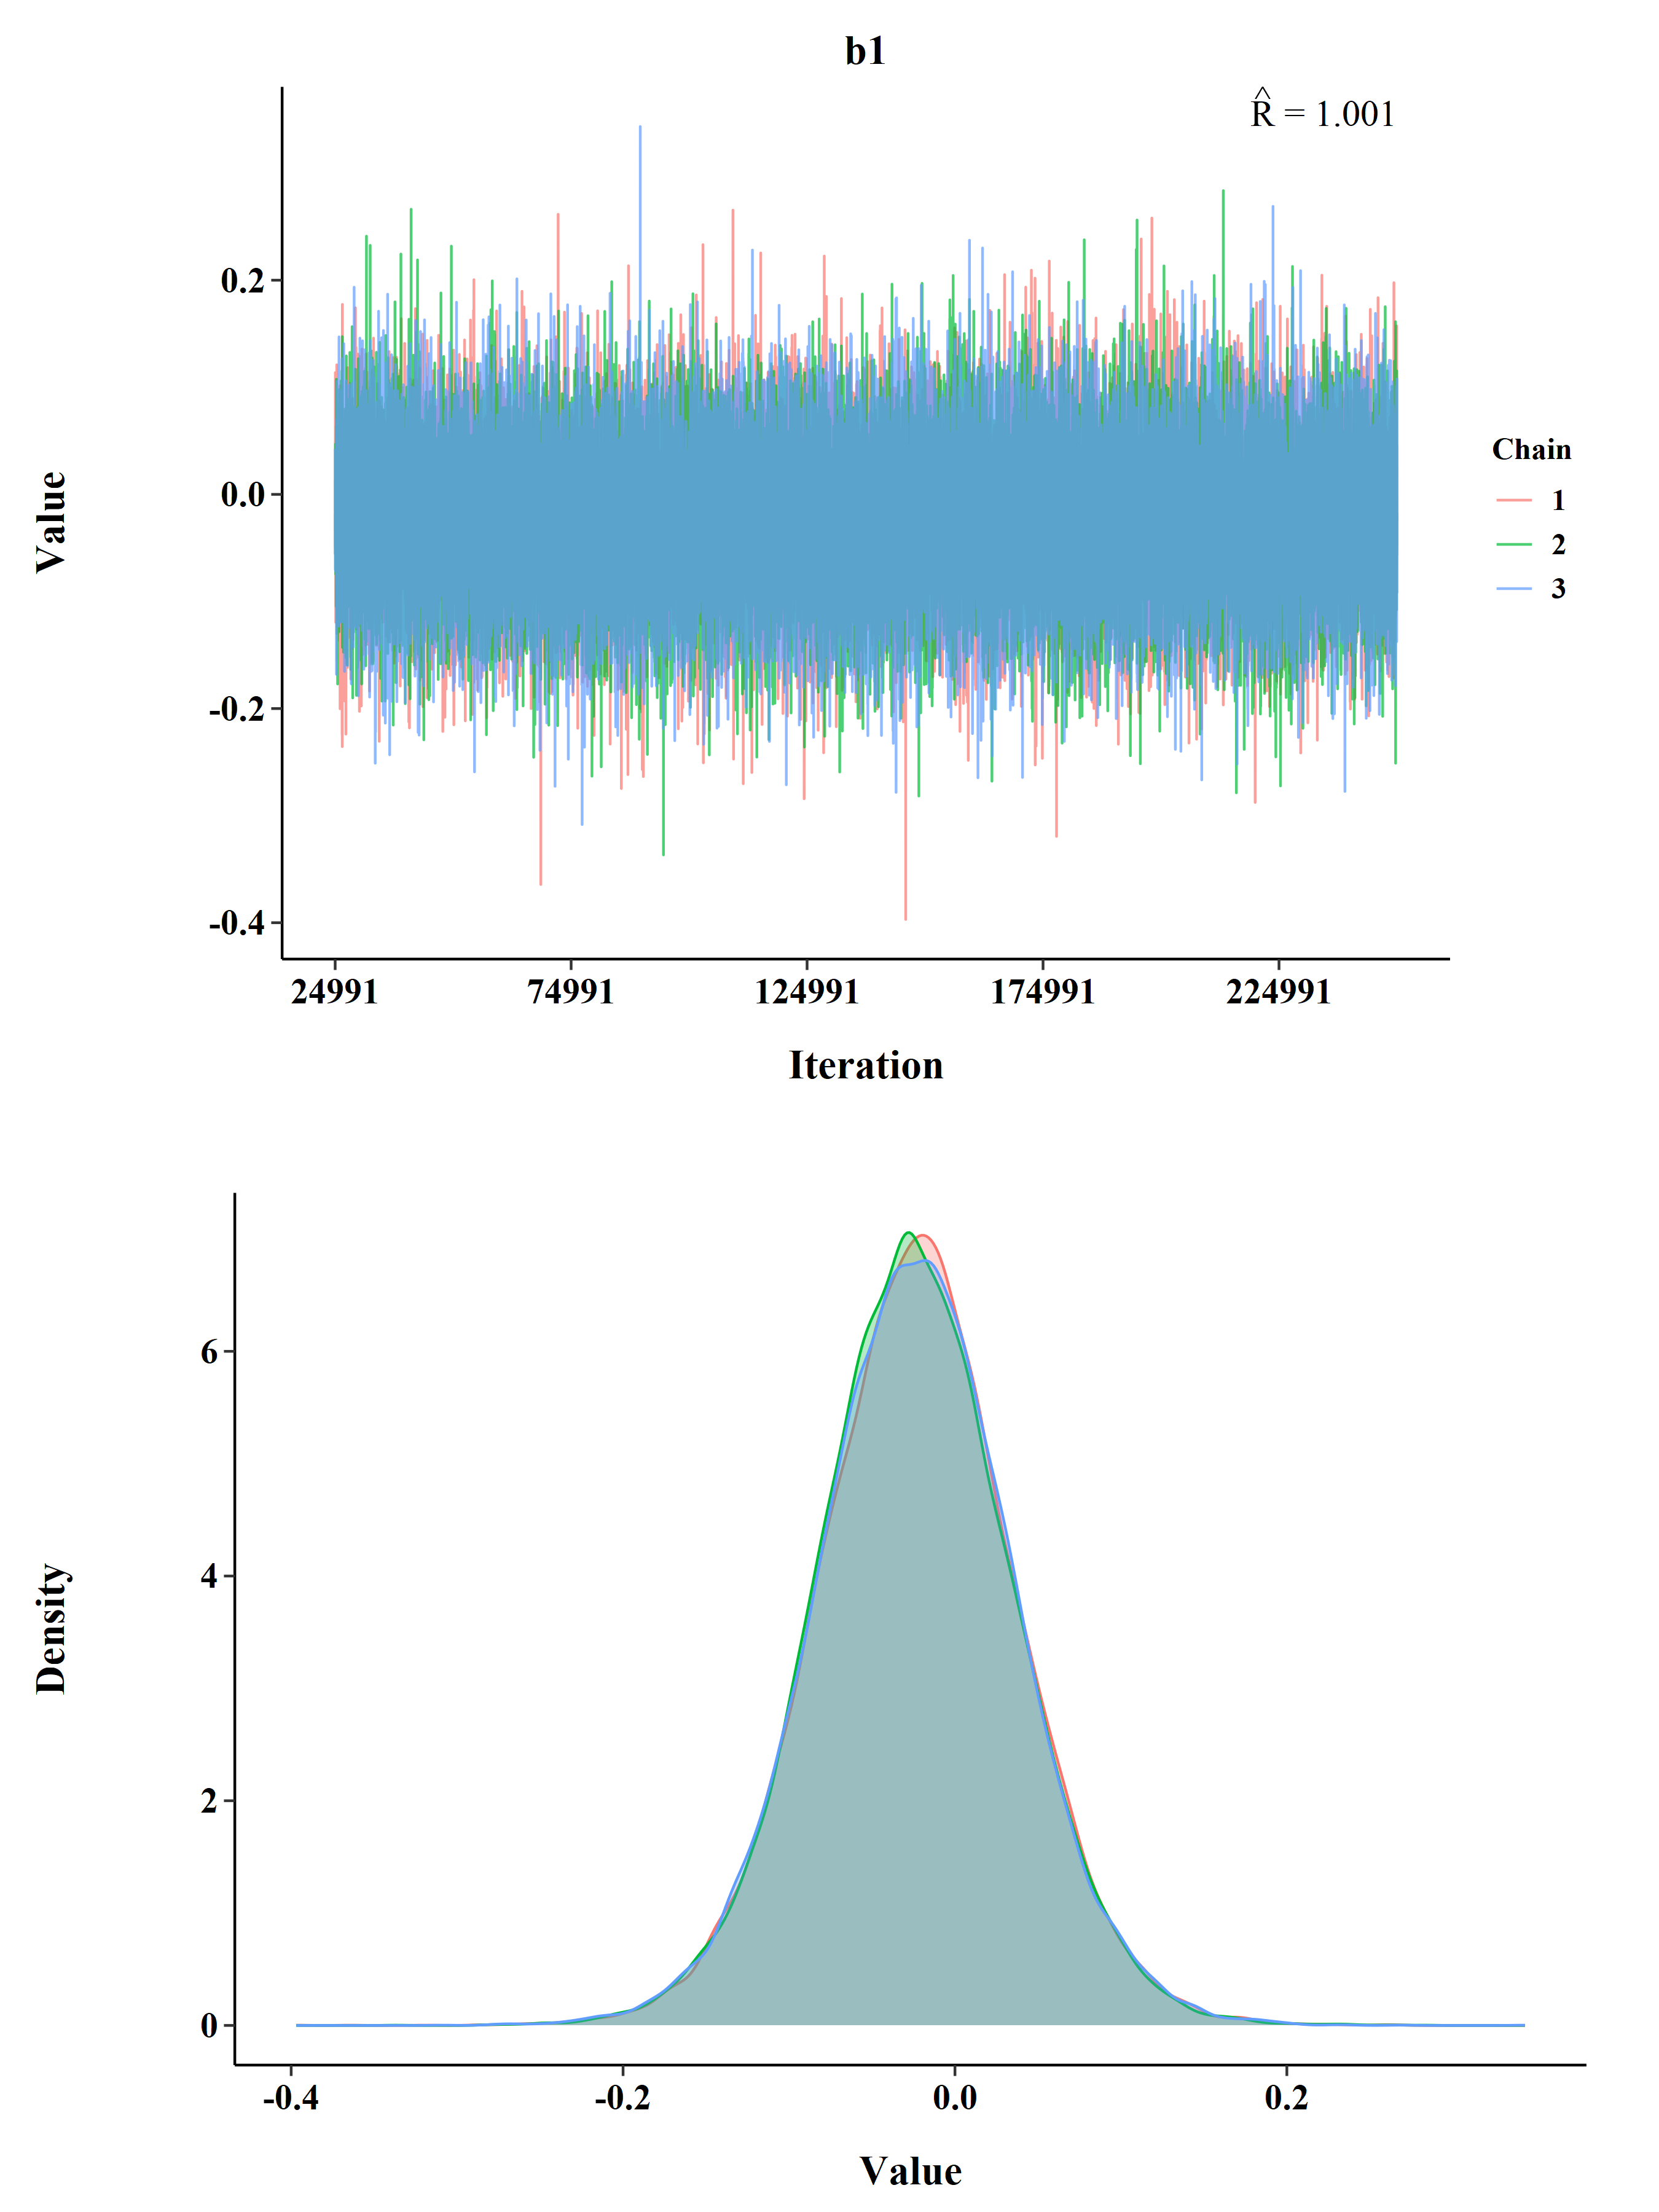 b1
R̂ = 1.001
Value
0.2
0.0
-0.2
-0.4
24991 74991 124991 174991 224991
Iteration
Chain
1
2
3
Density
6
4
2
0
-0.4 -0.2 0.0 0.2
Value